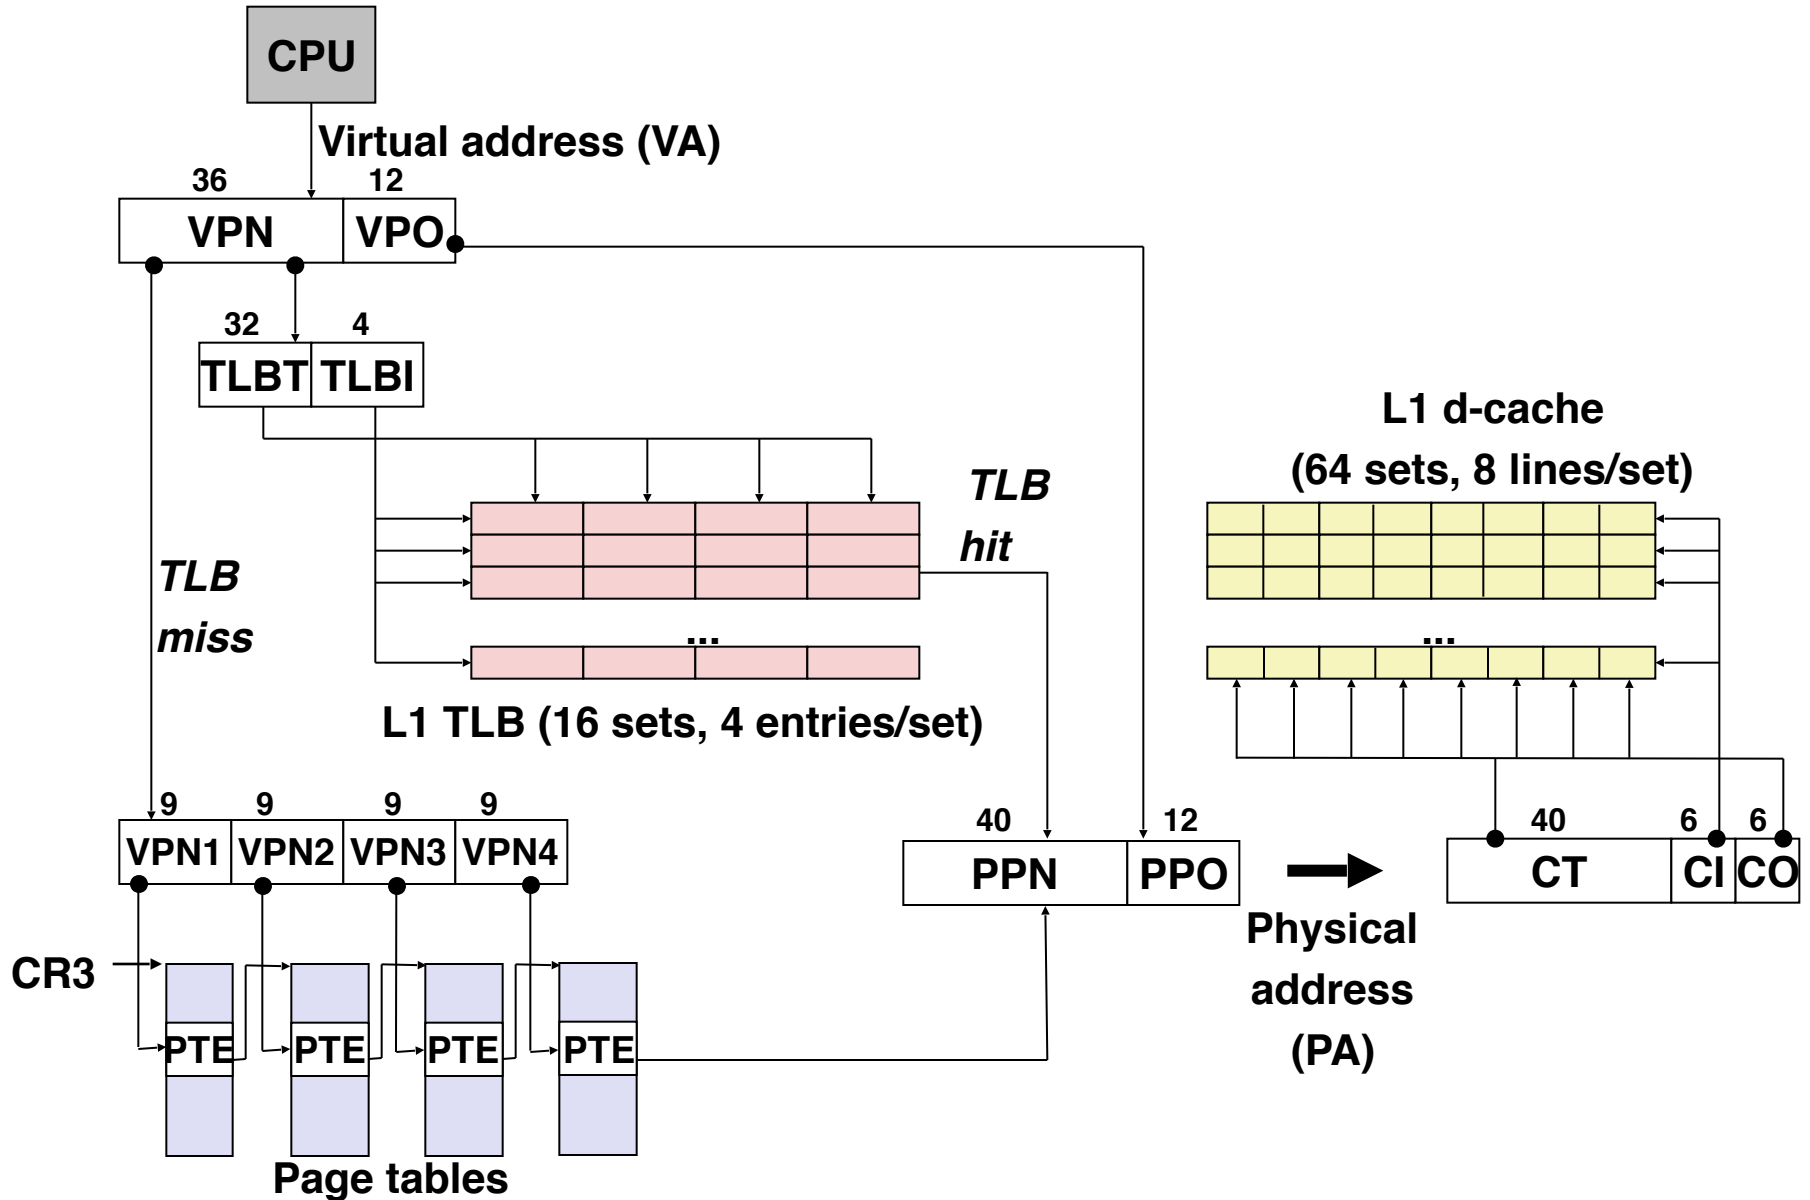 CPU
Virtual address (VA)
36 12
VPN VPO
32 4
TLBT TLBI
L1 d-cache
(64 sets, 8 lines/set)
TLB
hit
TLB
miss
...
...
L1 TLB (16 sets, 4 entries/set)
9 9 9 9
VPN1 VPN2 VPN3 VPN4
40 12
PPN PPO
40 6 6
CT CI CO
Physical
address
(PA)
CR3
PTE PTE PTE PTE
Page tables